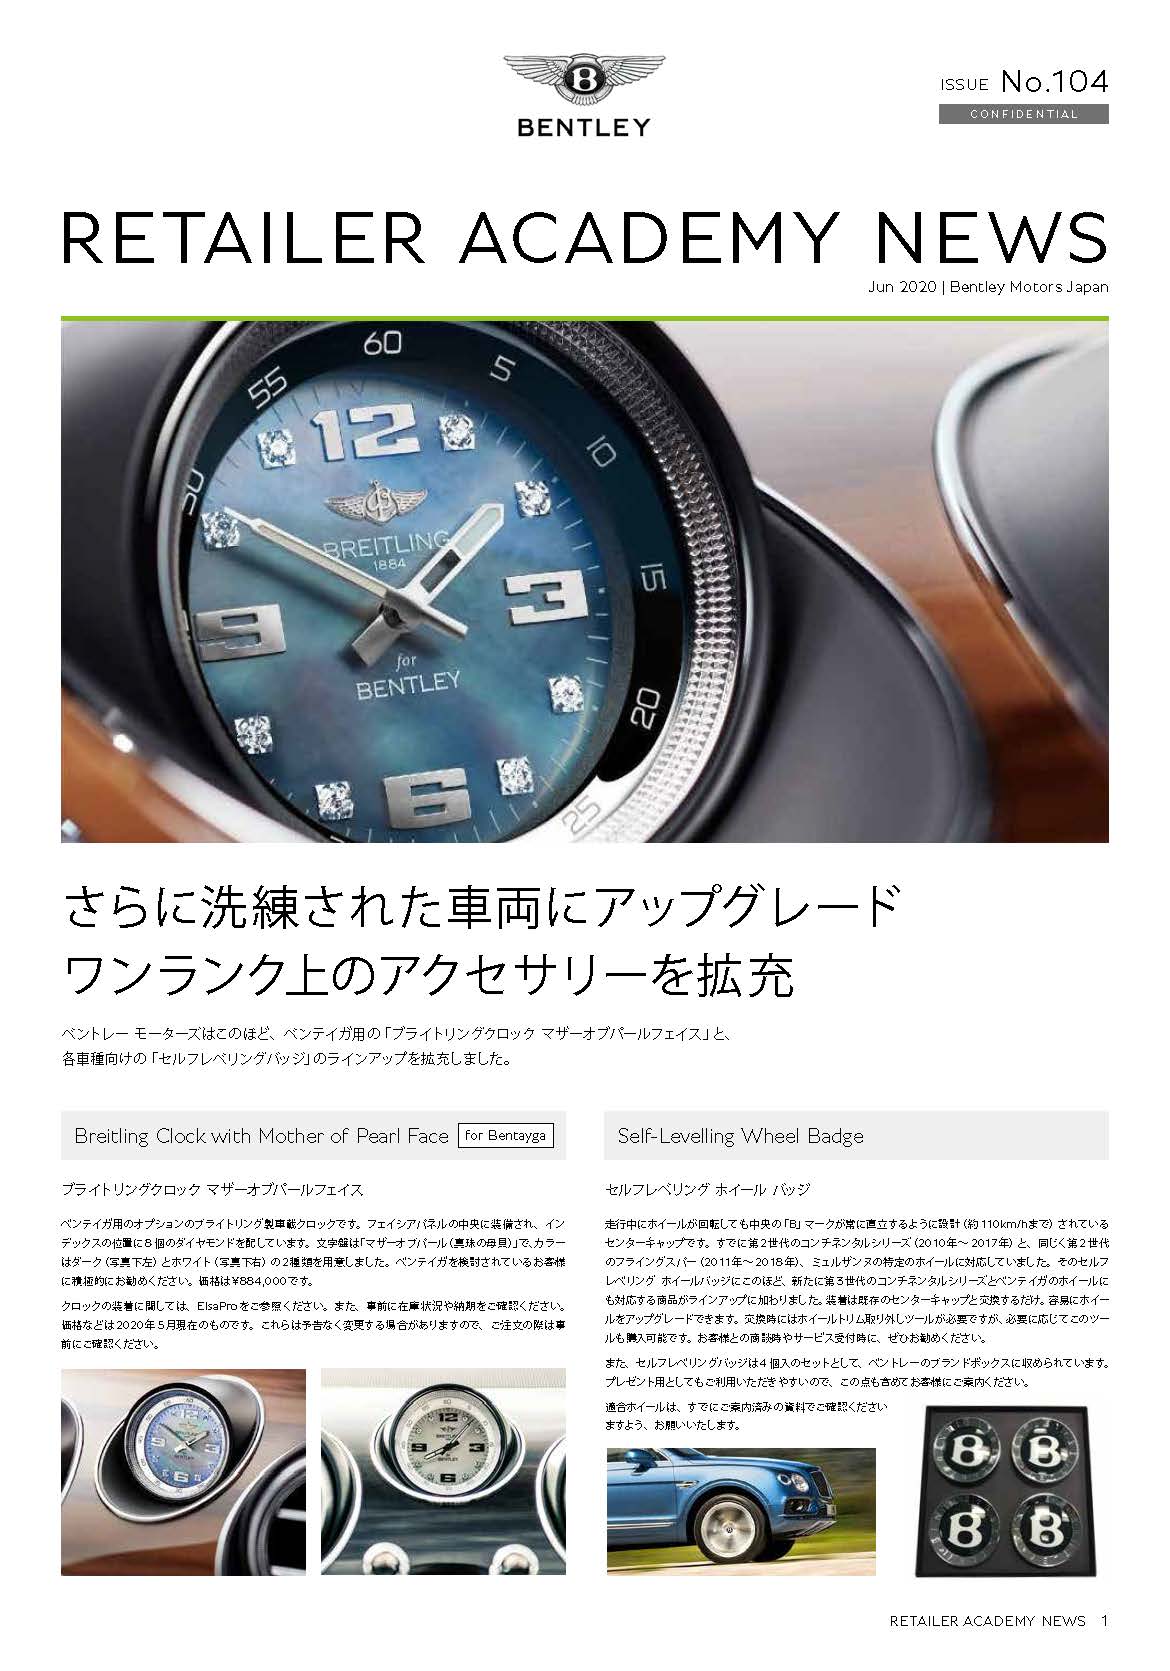 BENTLEY
ISSUE No.104
CONFIDENTIAL
RETAILER ACADEMY NEWS
Jun 2020 | Bentley Motors Japan
60
55
5
50
10
12
BREITLING
1884
15
9
3
for
BENTLEY
20
6
25
さらに洗練された車両にアップグレード
ワンランク上のアクセサリーを拡充
ベントレー モーターズはこのほど、ベンテイガ用の「ブライトリングクロック マザーオブパールフェイス」と、
各車種向けの「セルフレベリングバッジ」のラインアップを拡充しました。
Breitling Clock with Mother of Pearl Face for Bentayga
ブライトリングクロック マザーオブパールフェイス
ベンテイガ用のオプションのブライトリング製車載クロックです。フェイシアパネルの中央に装備され、イン
デックスの位置に8個のダイヤモンドを配しています。文字盤は「マザーオブパール(真珠の母貝)」で、カラー
はダーク(写真下左)とホワイト(写真下右)の2種類を用意しました。ベンテイガを検討されているお客様
に積極的にお勧めください。価格は¥884,000です。
クロックの装着に関しては、ElsaProをご参照ください。また、事前に在庫状況や納期をご確認ください。
価格などは2020年5月現在のものです。これらは予告なく変更する場合がありますので、ご注文の際は事
前にご確認ください。
Self-Levelling Wheel Badge
セルフレベリング ホイール バッジ
走行中にホイールが回転しても中央の「B」マークが常に直立するように設計(約110km/hまで)されている
センターキャップです。すでに第2世代のコンチネンタルシリーズ(2010年～2017年)と、同じく第2世代
のフライングスパー(2011年～2018年)、ミュルザンヌの特定のホイールに対応していました。そのセルフ
レベリング ホイールバッジにこのほど、新たに第3世代のコンチネンタルシリーズとベンテイガのホイールに
も対応する商品がラインアップに加わりました。装着は既存のセンターキャップと交換するだけ。容易にホイー
ルをアップグレードできます。交換時にはホイールトリム取り外しツールが必要ですが、必要に応じてこのツー
ルも購入可能です。お客様との商談時やサービス受付時に、ぜひお勧めください。
また、セルフレベリングバッジは4個入のセットとして、ベントレーのブランドボックスに収められています。
プレゼント用としてもご利用いただきやすいので、この点も含めてお客様にご案内ください。
適合ホイールは、すでにご案内済みの資料でご確認ください
ますよう、お願いいたします。
RETAILER ACADEMY NEWS 1